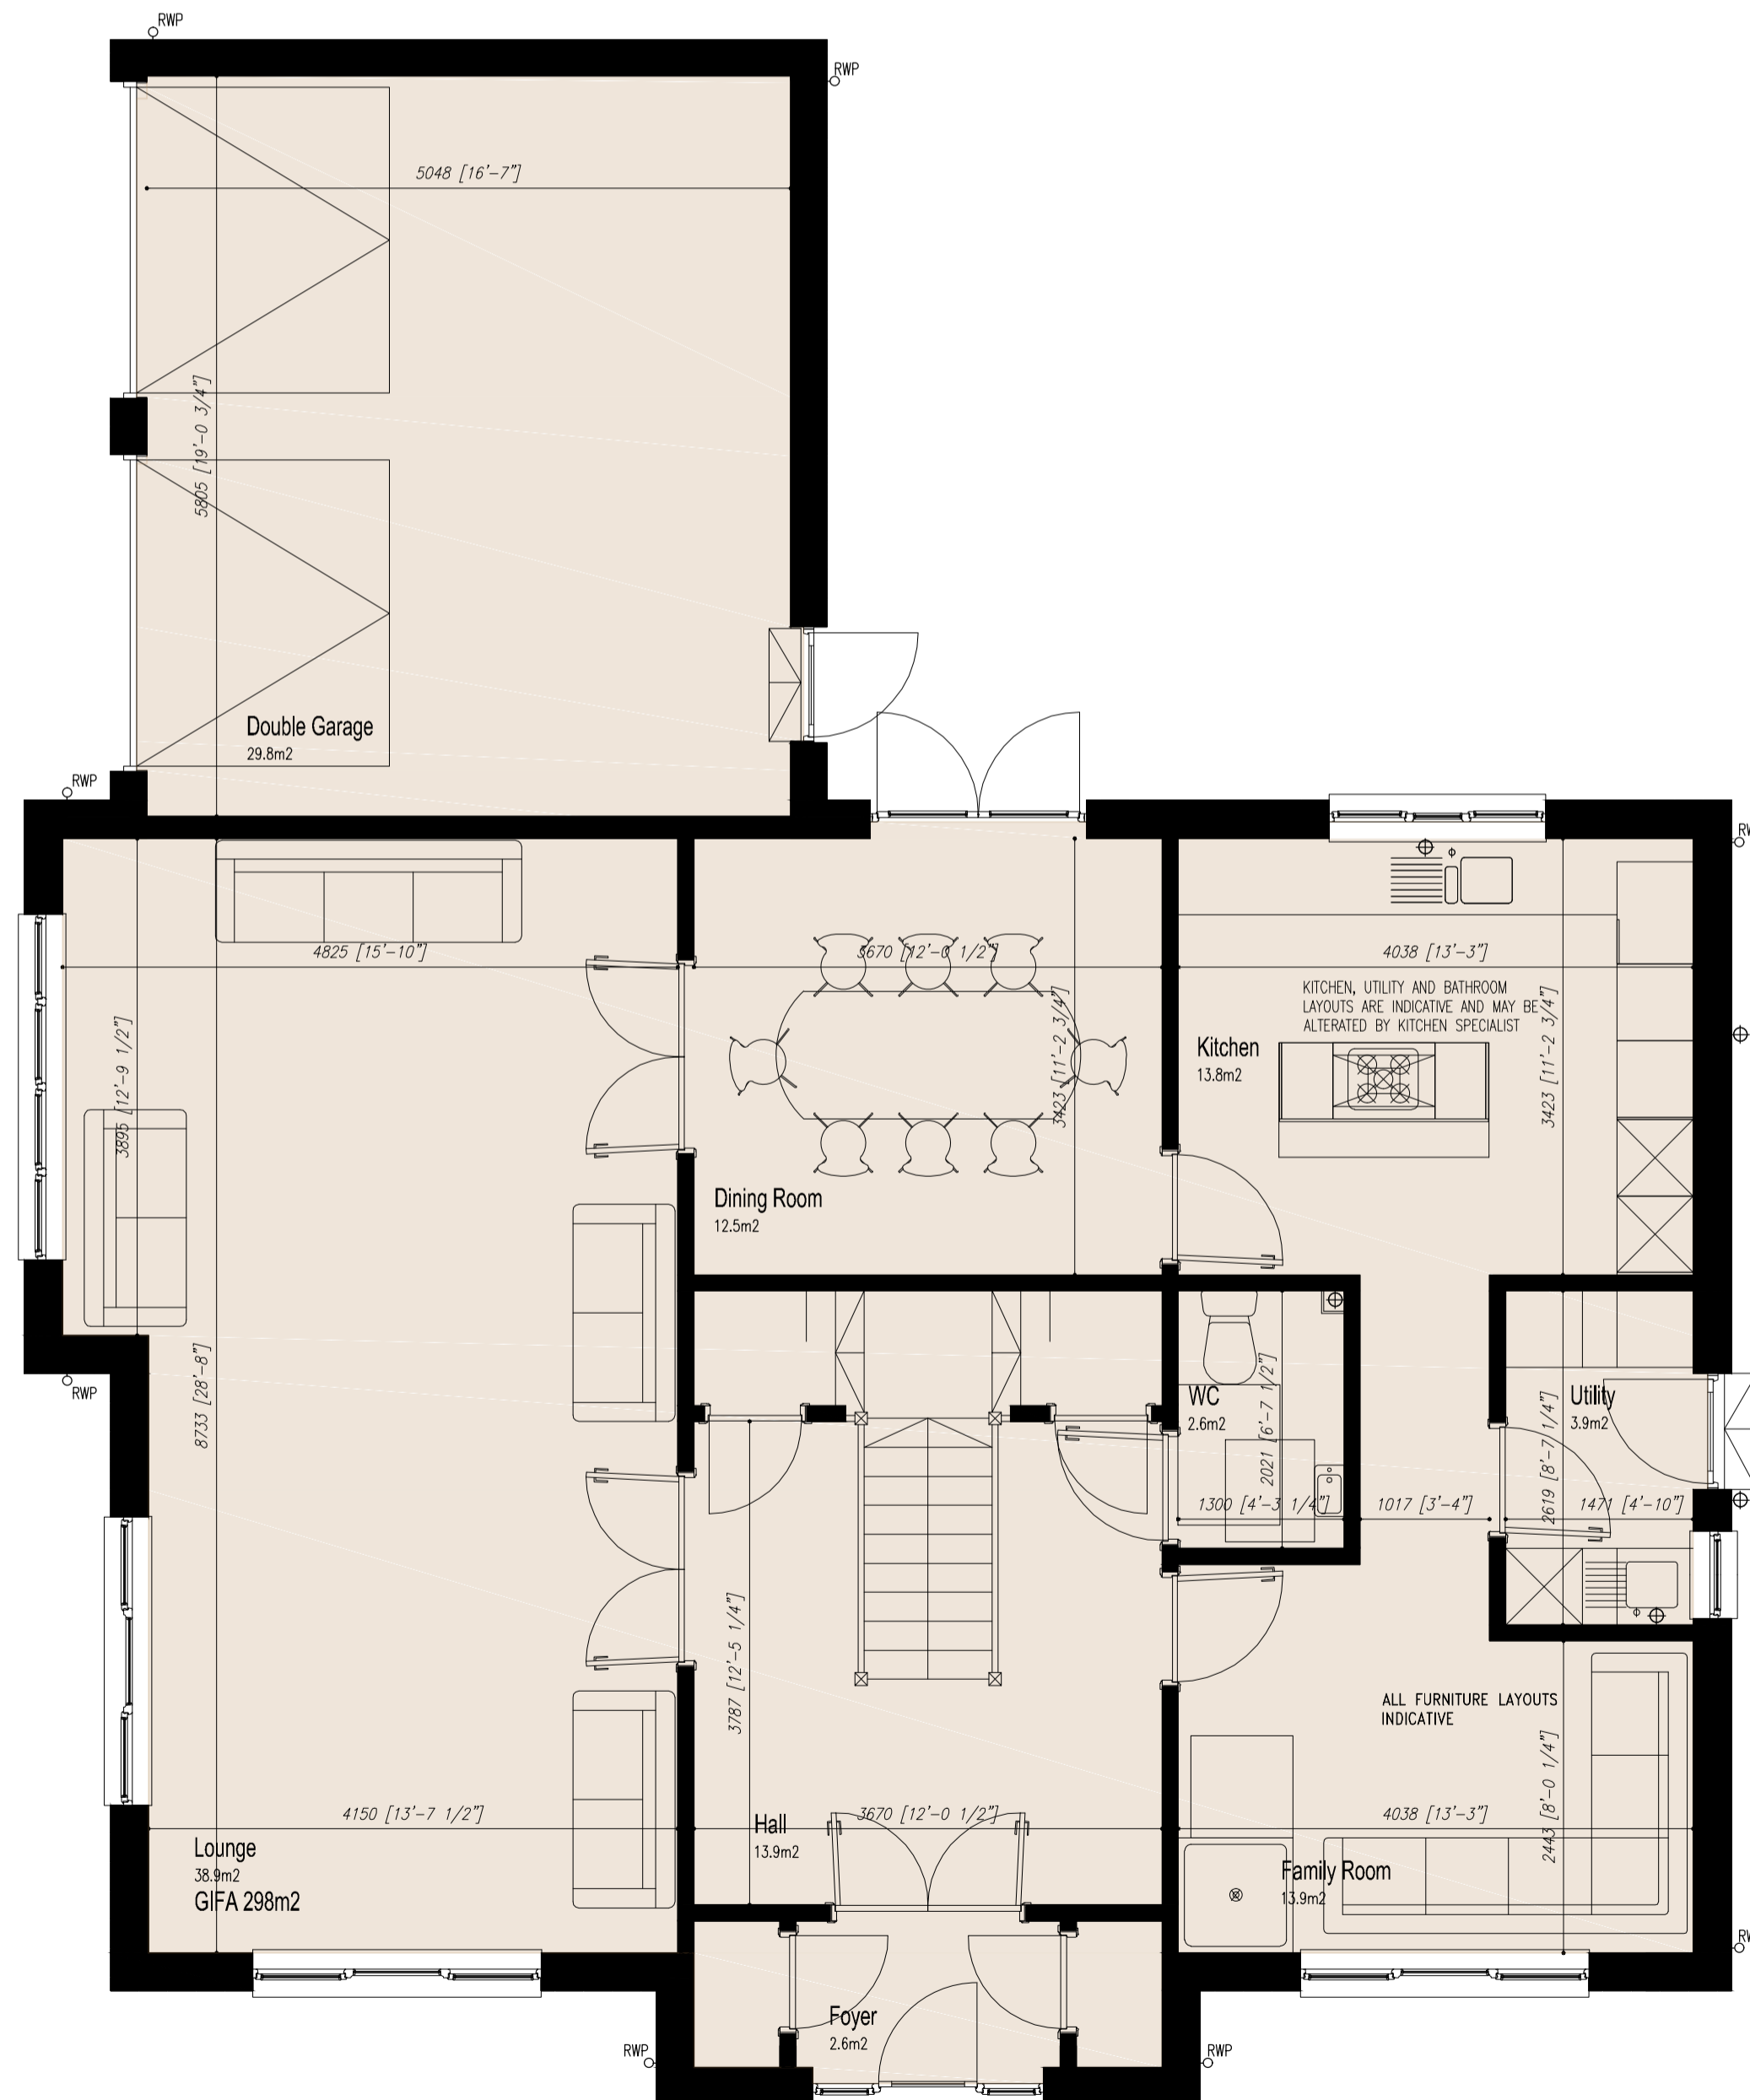 RWP
RWP
5048 [16'-7"]
5805 [19'-0 3/4"]
Double Garage
29.8m2
RWP
4825 [15'-10"]
3670 [12'-0 1/2"]
4038 [13'-3"]
KITCHEN, UTILITY AND BATHROOM
LAYOUTS ARE INDICATIVE AND MAY BE
ALTERATED BY KITCHEN SPECIALIST
3895 [12'-9 1/2"]
3423 [11'-2 3/4"]
Kitchen
13.8m2
3423 [11'-2 3/4"]
Dining Room
12.5m2
RWP
8733 [28'-8"]
WC
2.6m2
2021 [6'-7 1/2"]
Utility
3.9m2
2619 [8'-7 1/4"]
1300 [4'-3 1/4"]
1017 [3'-4"]
1471 [4'-10"]
3787 [12'-5 1/4"]
ALL FURNITURE LAYOUTS
INDICATIVE
2443 [8'-0 1/4"]
4150 [13'-7 1/2"]
3670 [12'-0 1/2"]
4038 [13'-3"]
Lounge
38.9m2
GIFA 298m2
Hall
13.9m2
Family Room
13.9m2
Foyer
2.6m2
RWP
RWP